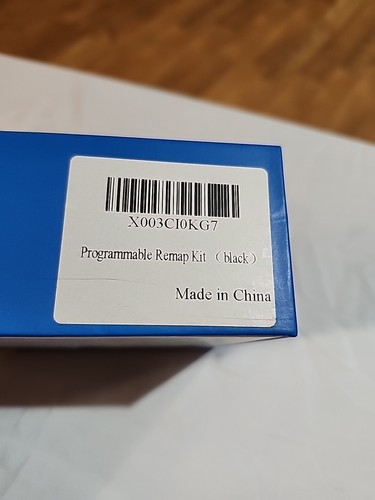 X003CI0KG7
Programmable Remap Kit （black）
Made in China